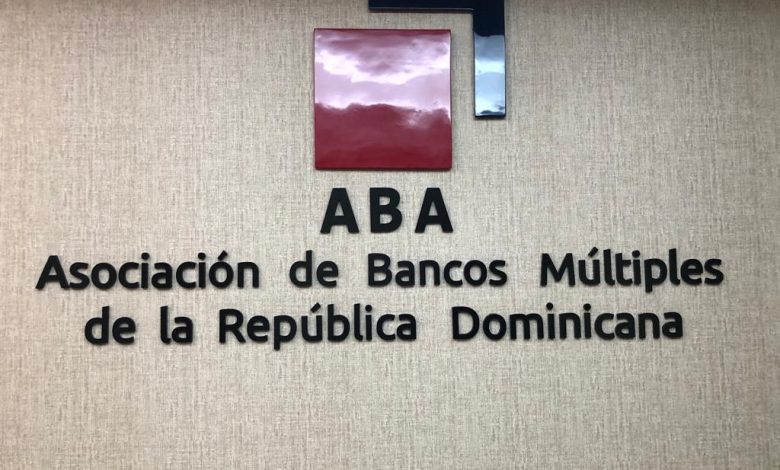 ABA
Asociación de Bancos Múltiples
de la República Dominicana